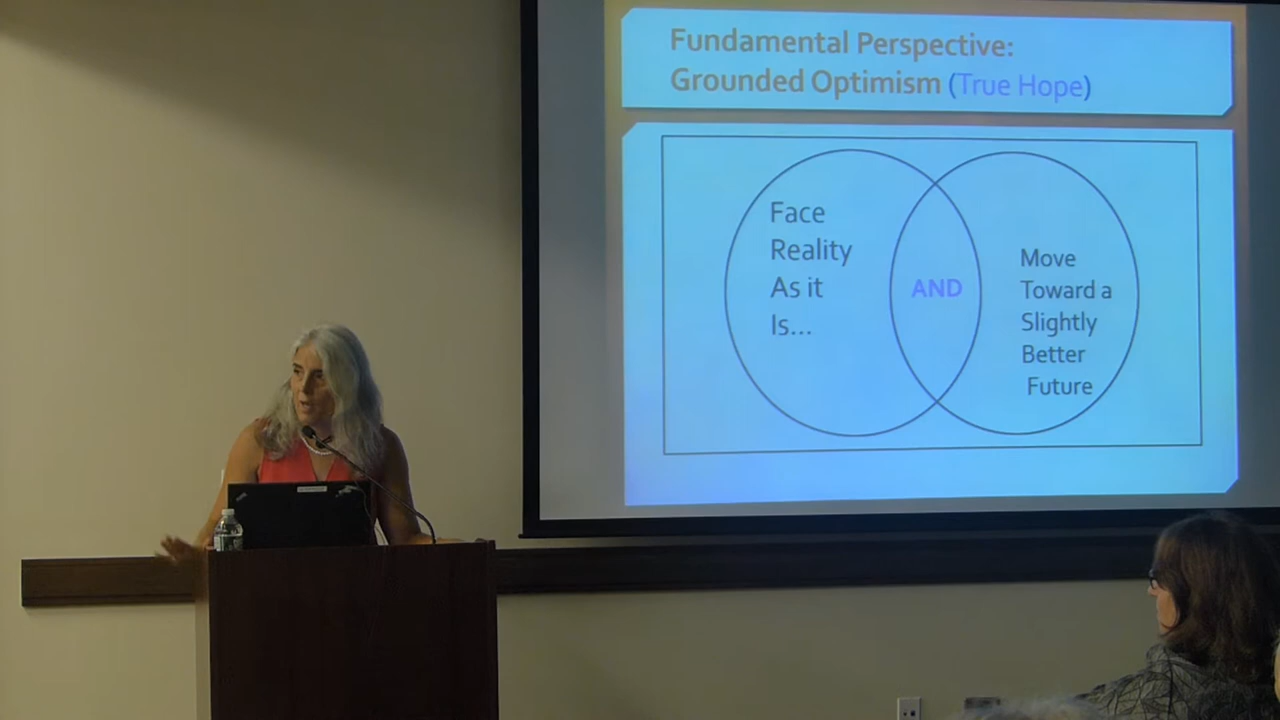 Fundamental Perspective:
Grounded Optimism (True Hope)
Face
Reality
As it
Is...
AND
Move
Toward a
Slightly
Better
Future